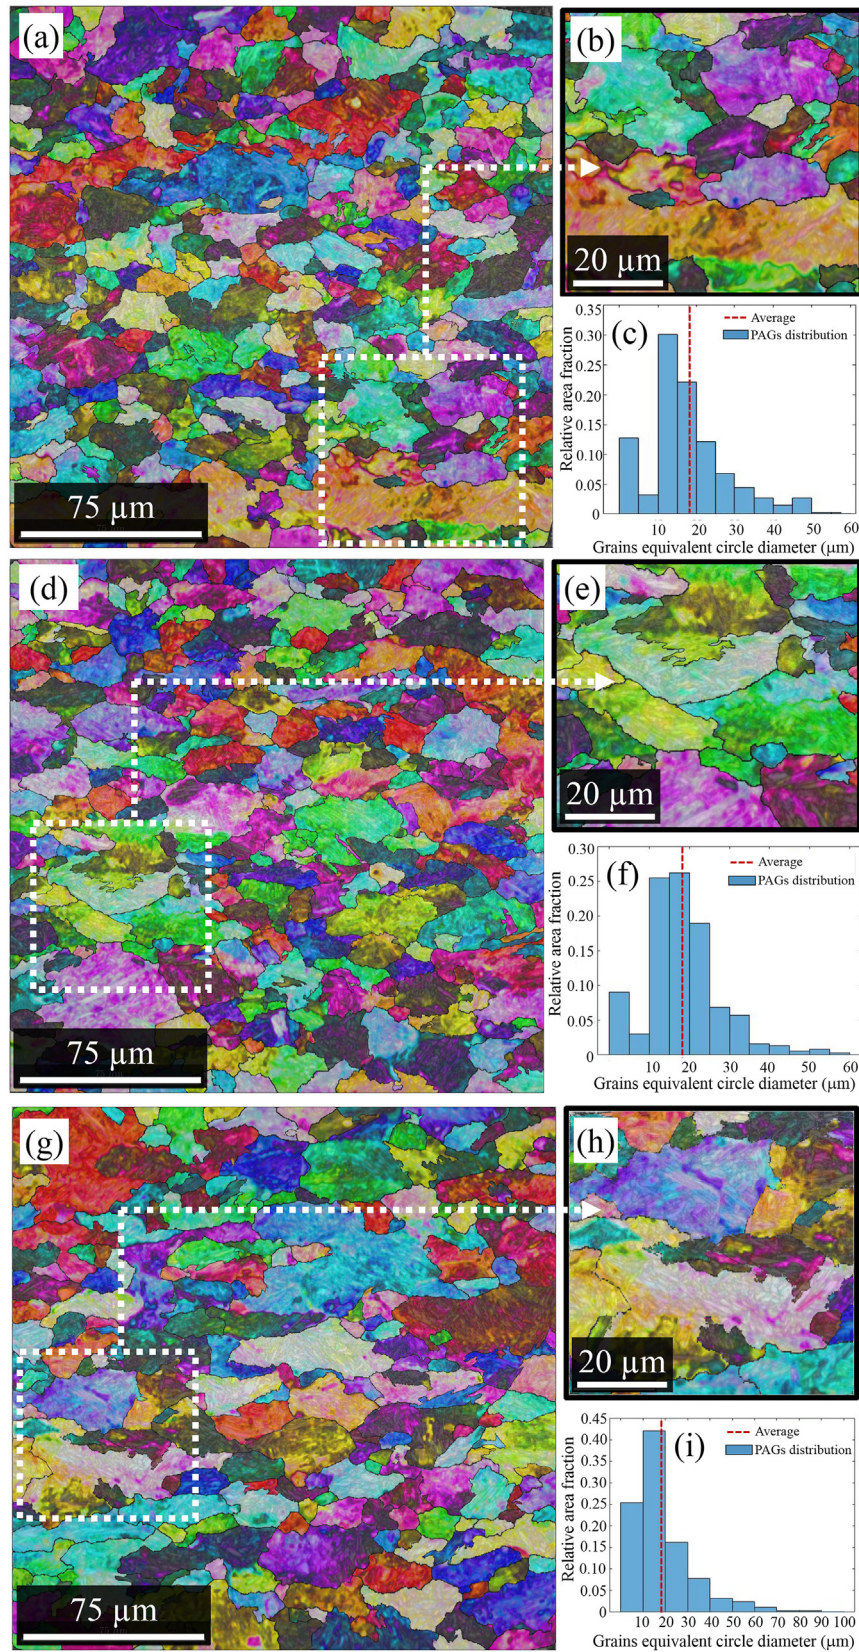 (a)
75 µm
(b)
20 µm
0.35
0.30
0.25
0.20
0.15
0.10
0.05
0
Relative area fraction
(c)
Average
PAGs distribution
10 20 30 40 50 60
Grains equivalent circle diameter (µm)
(d)
75 µm
(e)
20 µm
0.30
0.25
0.20
0.15
0.10
0.05
0
Relative area fraction
(f)
Average
PAGs distribution
10 20 30 40 50 60
Grains equivalent circle diameter (µm)
(g)
75 µm
(h)
20 µm
0.45
0.40
0.35
0.30
0.25
0.20
0.15
0.10
0.05
0
Relative area fraction
(i)
Average
PAGs distribution
10 20 30 40 50 60 70 80 90 100
Grains equivalent circle diameter (µm)